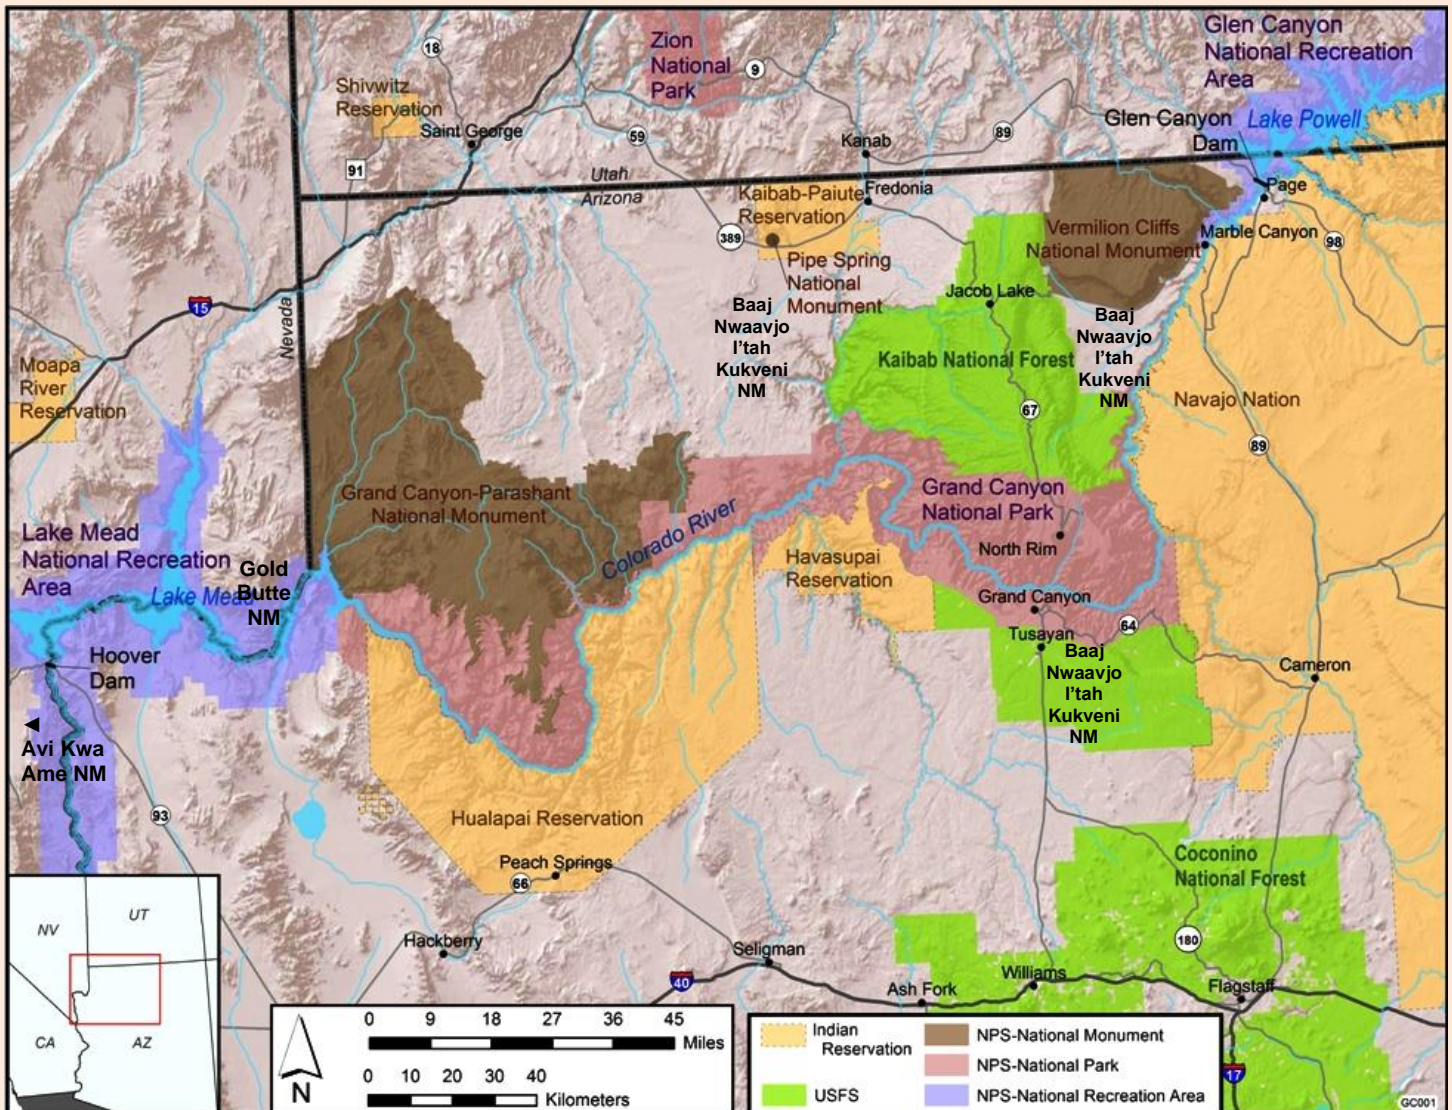 Zion
National
Park
Glen Canyon
National Recreation
Area
18
9
Shivwitz
Reservation
Saint George
59
Kanab
89
Glen Canyon
Dam
Lake Powell
91
Utah
Arizona
Kaibab-Paiute
Reservation
Fredonia
Page
389
Vermilion Cliffs
National Monument
Marble Canyon
98
Pipe Spring
National
Monument
15
Nevada
Jacob Lake
Baaj
Nwaavjo
I'tah
Kukveni
NM
Baaj
Nwaavjo
I'tah
Kukveni
NM
Kaibab National Forest
Moapa
River
Reservation
67
Navajo Nation
89
Grand Canyon-Parashant
National Monument
Colorado River
Grand Canyon
National Park
North Rim
Lake Mead
National Recreation
Area
Gold
Butte
NM
Lake Mead
Havasupai
Reservation
Grand Canyon
64
Tusayan
Hoover
Dam
Baaj
Nwaavjo
I'tah
Kukveni
NM
Cameron
◄
Avi Kwa
Ame NM
93
Hualapai Reservation
Peach Springs
66
Coconino
National Forest
Hackberry
Seligman
180
40
Ash Fork
Williams
Flagstaff
17
NV
UT
CA
AZ
N
0 9 18 27 36 45
Miles
0 10 20 30 40
Kilometers
Indian
Reservation
USFS
NPS-National Monument
NPS-National Park
NPS-National Recreation Area
GC001